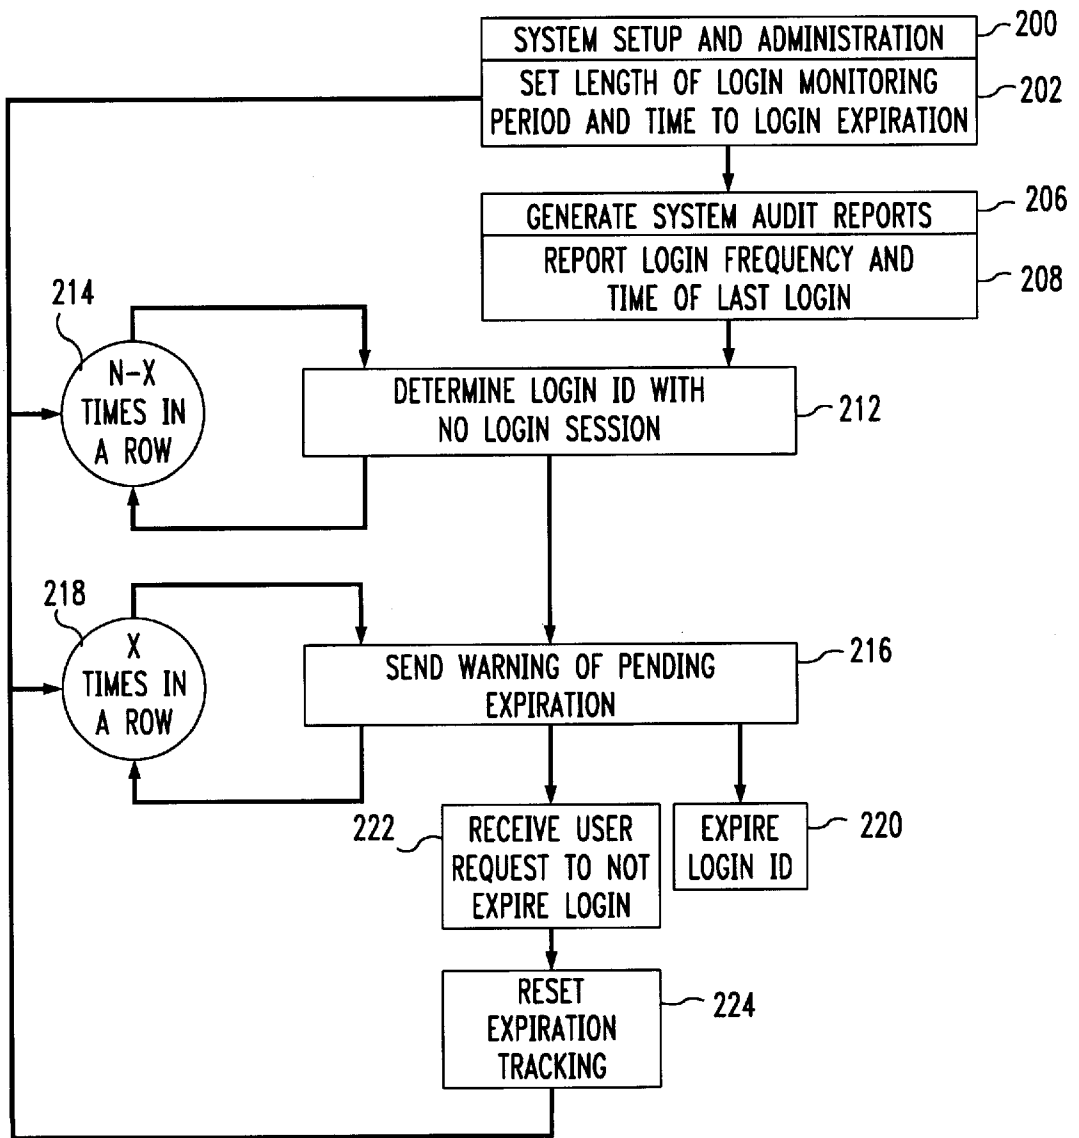 SYSTEM SETUP AND ADMINISTRATION
200
SET LENGTH OF LOGIN MONITORING
PERIOD AND TIME TO LOGIN EXPIRATION
202
GENERATE SYSTEM AUDIT REPORTS
206
REPORT LOGIN FREQUENCY AND
TIME OF LAST LOGIN
208
214
N-X
TIMES IN
A ROW
DETERMINE LOGIN ID WITH
NO LOGIN SESSION
212
218
X
TIMES IN
A ROW
SEND WARNING OF PENDING
EXPIRATION
216
222
RECEIVE USER
REQUEST TO NOT
EXPIRE LOGIN
EXPIRE
LOGIN ID
220
RESET
EXPIRATION
TRACKING
224